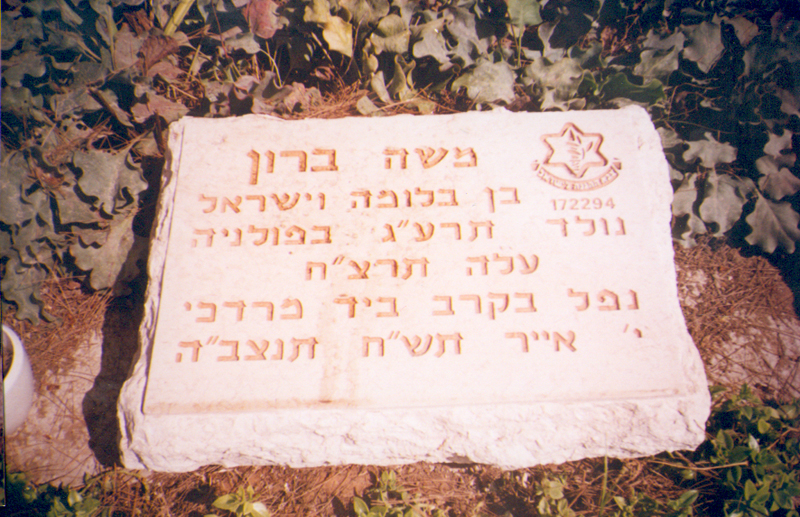 משה ברון
בן בלומה וישראל
172294
נולד תרע״ג בפולניה
עלה תרצ״ח
נפל בקרב ביד מרדכי
י׳ אייר תש״ח תנצב״ה